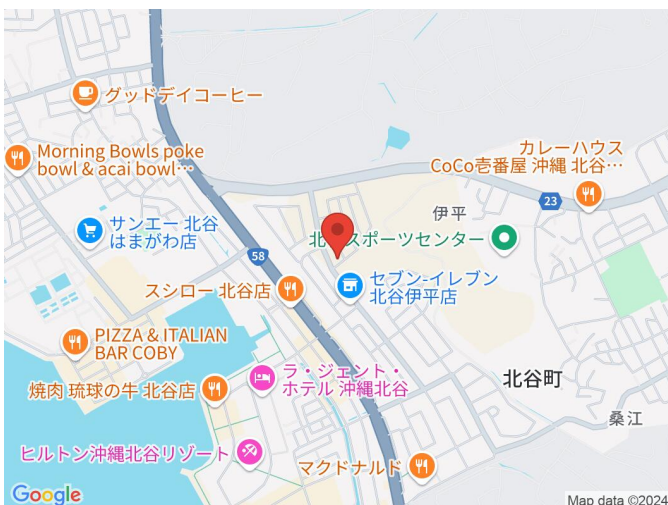 グッドデイコーヒー
Morning Bowls poke
bowl & acai bowl…
カレーハウス
CoCo壱番屋 沖縄 北谷…
23
伊平
サンエー 北谷
はまがわ店
58
スポーツセンター
セブン-イレブン
北谷伊平店
スシロー 北谷店
PIZZA & ITALIAN
BAR COBY
ラ・ジェント・
ホテル 沖縄北谷
焼肉 琉球の牛 北谷店
北谷町
桑江
ヒルトン沖縄北谷リゾート
マクドナルド
Google
Map data ©2024